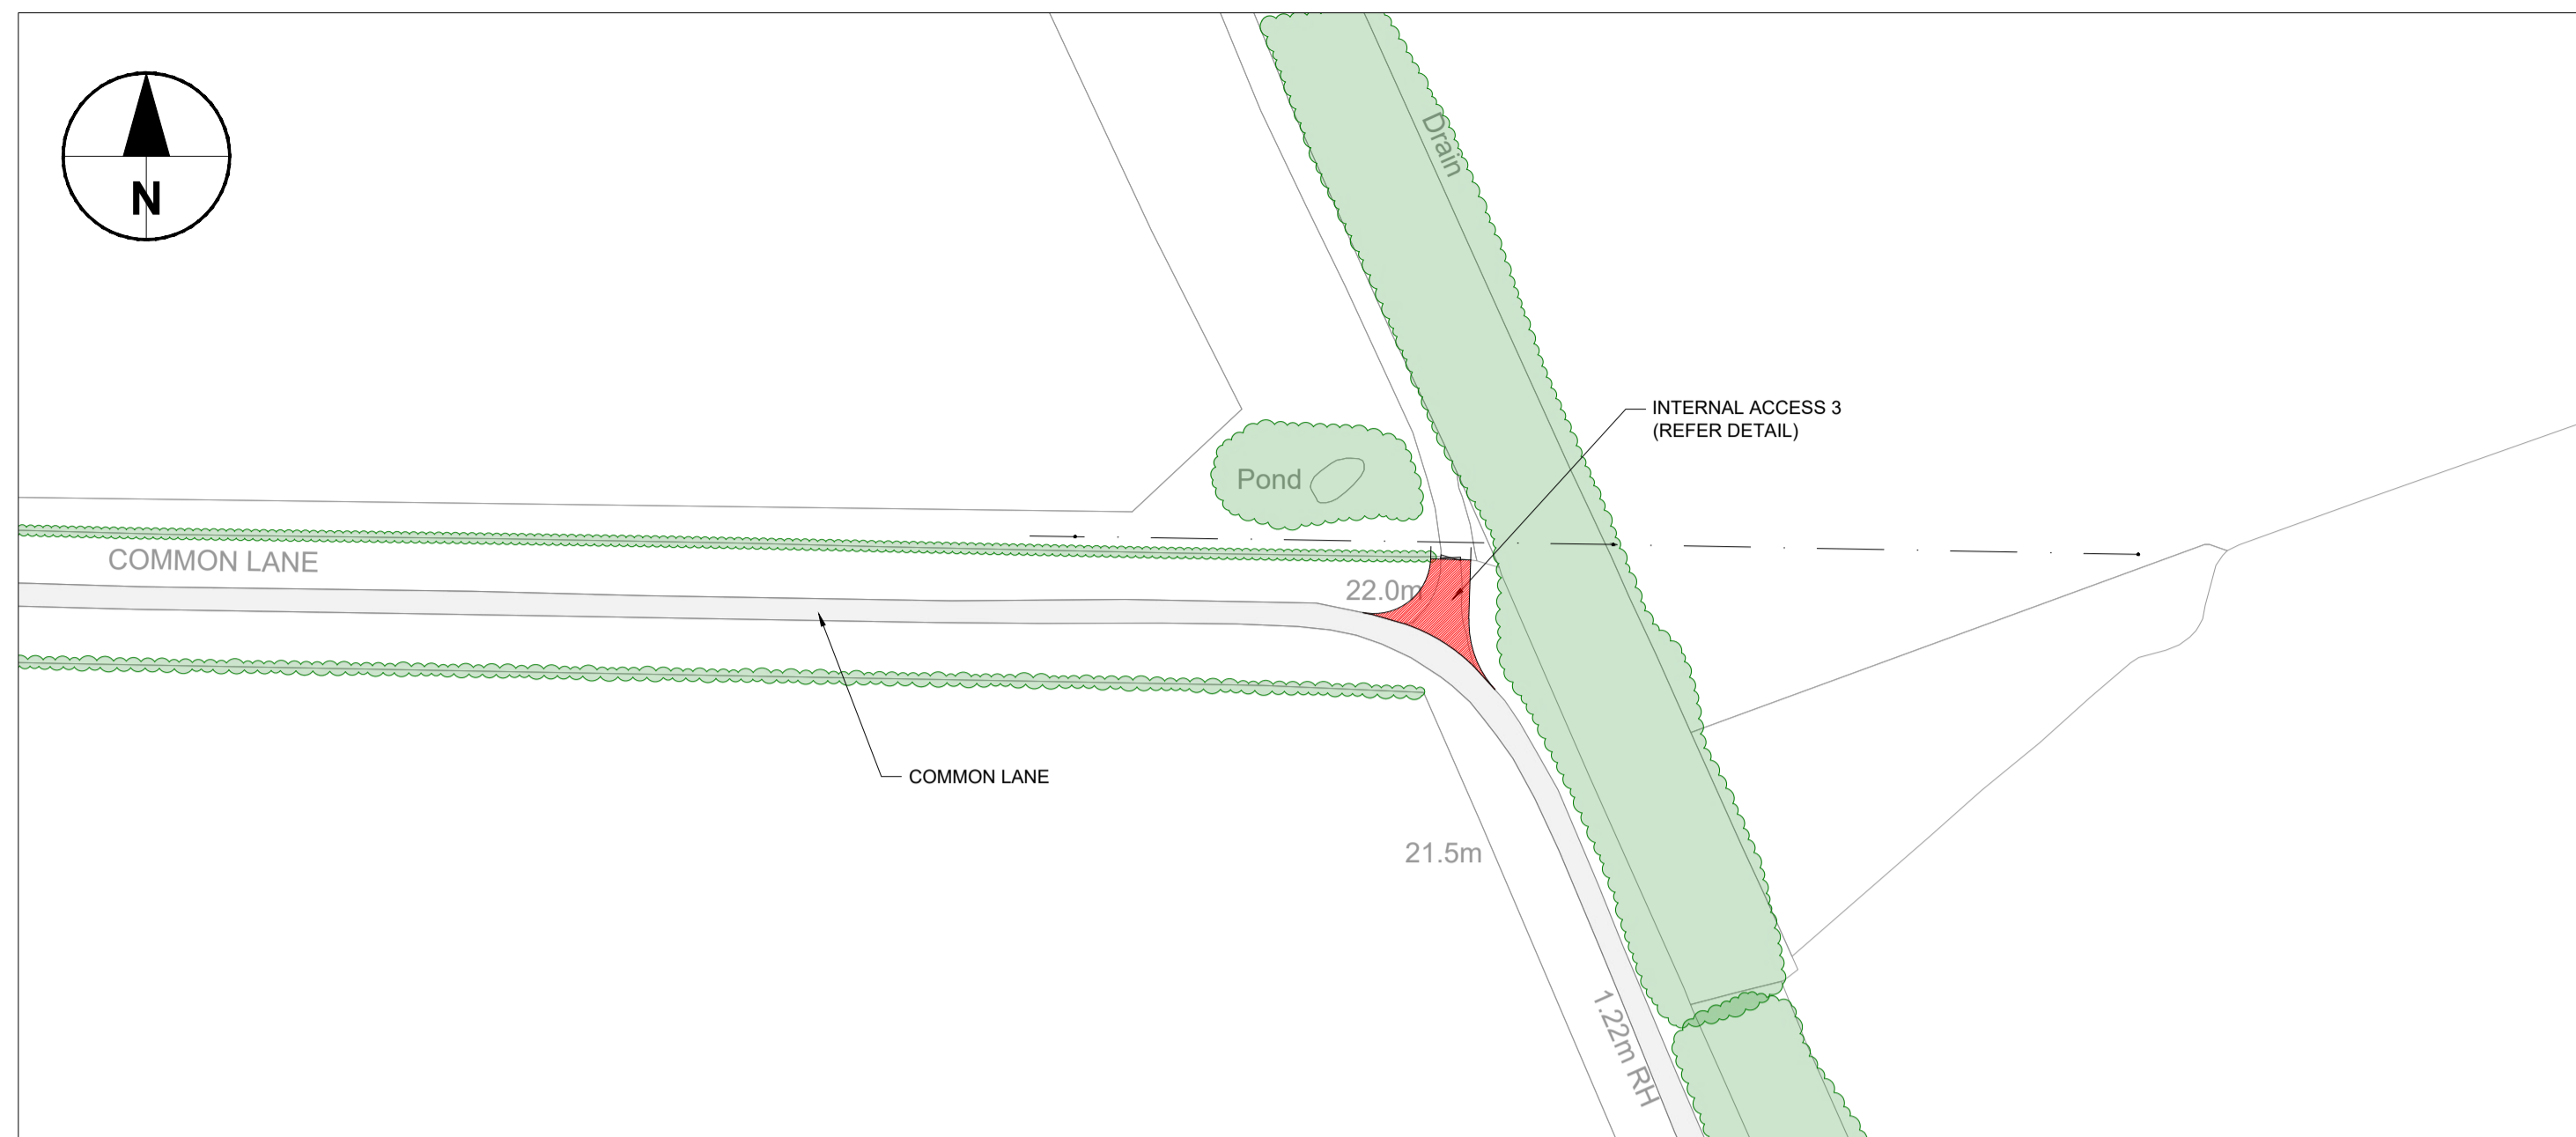 N
Drain
INTERNAL ACCESS 3
(REFER DETAIL)
Pond
COMMON LANE
22.0m
COMMON LANE
21.5m
1.22m RH